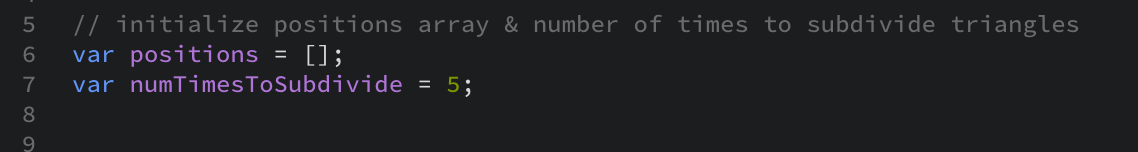 5 // initialize positions array & number of times to subdivide triangles
6 var positions = [];
7 var numTimesToSubdivide = 5;
8
9